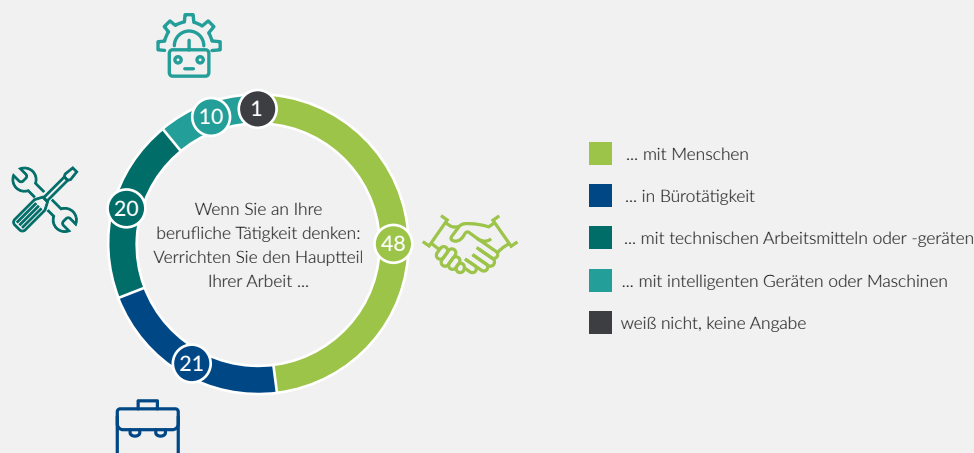 10
1
20
48
21
Wenn Sie an Ihre
berufliche Tätigkeit denken:
Verrichten Sie den Hauptteil
Ihrer Arbeit ...
... mit Menschen
... in Bürotätigkeit
... mit technischen Arbeitsmitteln oder -geräten
... mit intelligenten Geräten oder Maschinen
weiß nicht, keine Angabe